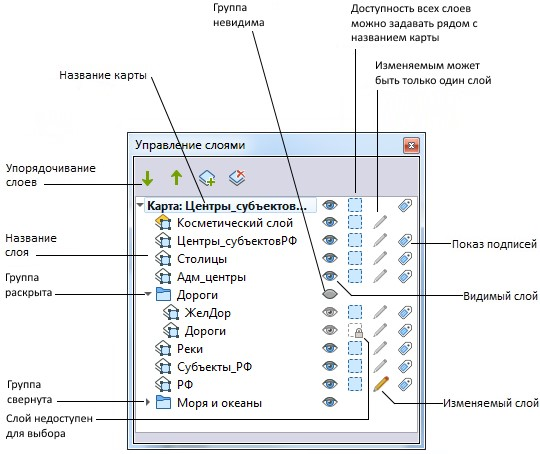 Группа
невидима
Доступность всех слоев
можно задавать рядом с
названием карты
Название карты
Изменяемым может
быть только один слой
Управление слоями
Упорядочивание
слоев
Карта: Центры_субъектов...
Косметический слой
Название
слоя
Центры_субъектовРФ
Показ подписей
Столицы
Адм_центры
Группа
раскрыта
Видимый слой
Дороги
ЖелДор
Дороги
Реки
Субъекты_РФ
Группа
свернута
РФ
Изменяемый слой
Моря и океаны
Слой недоступен
для выбора